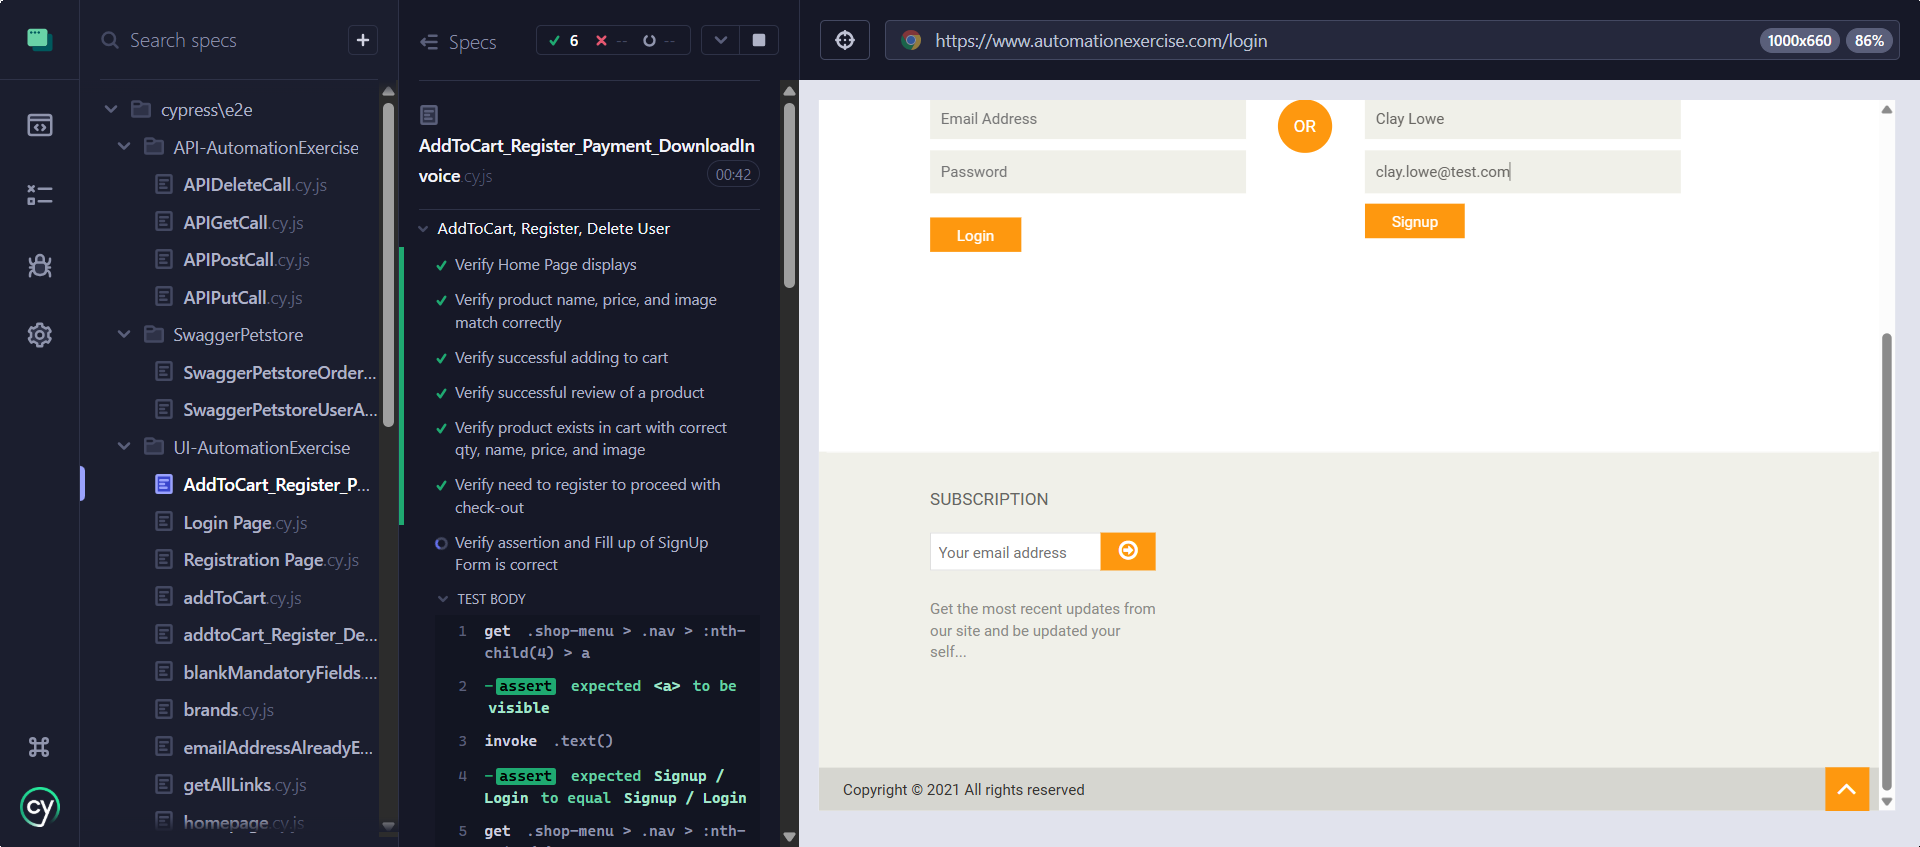 Search specs
+
Specs
6
--
--
https://www.automationexercise.com/login
1000x660
86%
cypress\e2e
API-AutomationExercise
APIDeleteCall.cy.js
APIGetCall.cy.js
APIPostCall.cy.js
APIPutCall.cy.js
SwaggerPetstore
SwaggerPetstoreOrder...
SwaggerPetstoreUserA...
UI-AutomationExercise
AddToCart_Register_P...
Login Page.cy.js
Registration Page.cy.js
addToCart.cy.js
addtoCart_Register_De...
blankMandatoryFields....
brands.cy.js
emailAddressAlreadyE...
getAllLinks.cy.js
homepage.cy.js
cy
AddToCart_Register_Payment_DownloadIn
voice.cy.js
00:42
AddToCart, Register, Delete User
Verify Home Page displays
Verify product name, price, and image
match correctly
Verify successful adding to cart
Verify successful review of a product
Verify product exists in cart with correct
qty, name, price, and image
Verify need to register to proceed with
check-out
Verify assertion and Fill up of SignUp
Form is correct
TEST BODY
1 get .shop-menu > .nav > :nth-
child(4) > a
2 -assert expected <a> to be
visible
3 invoke .text()
4 -assert expected Signup /
Login to equal Signup / Login
5 get .shop-menu > .nav > :nth-
Email Address
Password
Login
OR
Clay Lowe
clay.lowe@test.com
Signup
SUBSCRIPTION
Your email address
Get the most recent updates from
our site and be updated your
self...
Copyright © 2021 All rights reserved